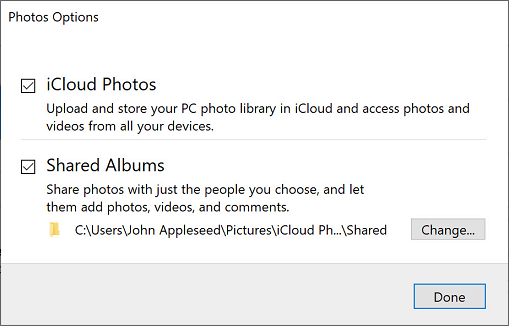 Photos Options
iCloud Photos
Upload and store your PC photo library in iCloud and access photos and
videos from all your devices.
Shared Albums
Share photos with just the people you choose, and let
them add photos, videos, and comments.
C:\Users\John Appleseed\Pictures\iCloud Ph...\Shared
Change...
Done